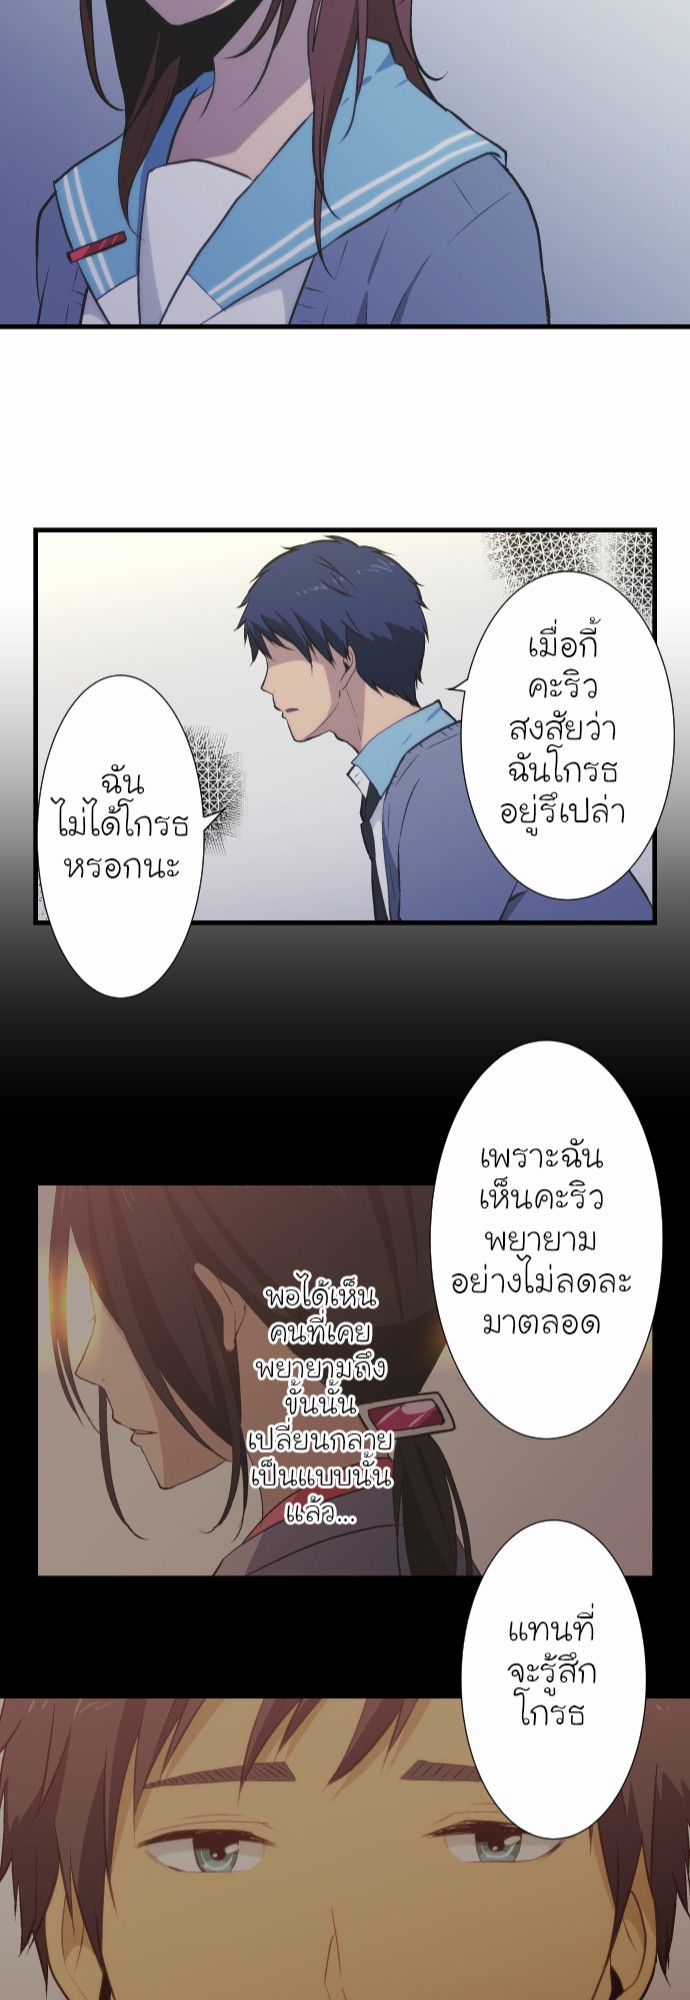 เมื่อกี้
คะริว
สงสัยว่า
ฉันโกรธ
อยู่รึเปล่า
ฉัน
ไม่ได้โกรธ
หรอกนะ
เพราะฉัน
เห็นคะริว
พยายาม
อย่างไม่ลดละ
มาตลอด
พอได้เห็น
คนที่เคย
พยายามถึง
ขั้นนั้น
เปลี่ยนกลาย
เป็นแบบนั้น
แล้ว...
แทนที่
จะรู้สึก
โกรธ